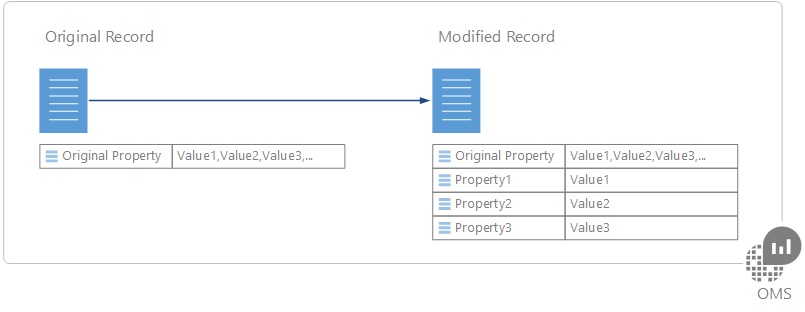 Original Record
Modified Record
Original Property Value1,Value2,Value3,...
Original Property Value1,Value2,Value3,...
Property1 Value1
Property2 Value2
Property3 Value3
OMS